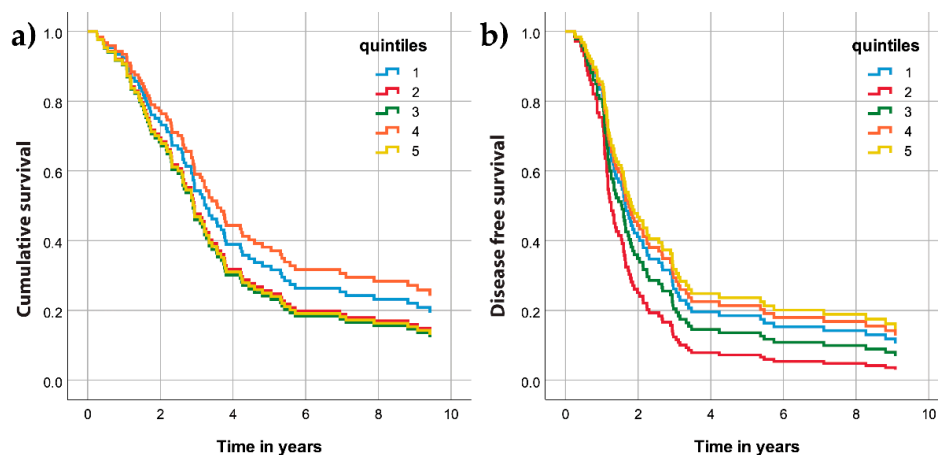 a)
Cumulative survival
1.0
0.8
0.6
0.4
0.2
0.0
0 2 4 6 8 10
Time in years
quintiles
1
2
3
4
5
b)
Disease free survival
1.0
0.8
0.6
0.4
0.2
0.0
0 2 4 6 8 10
Time in years
quintiles
1
2
3
4
5